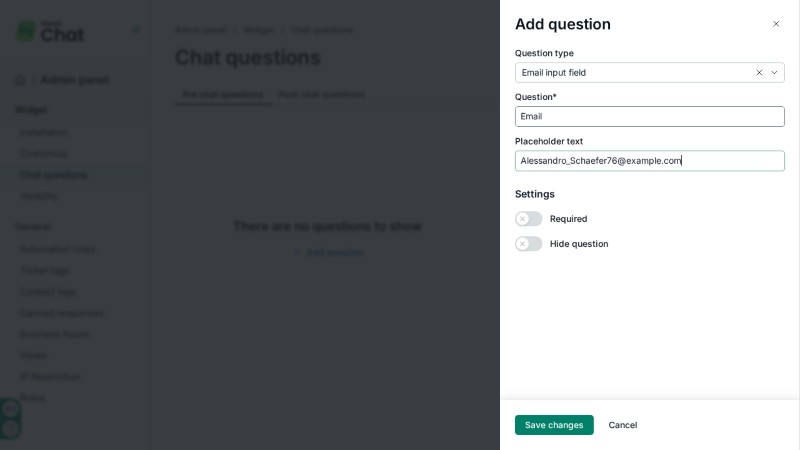 Chat
Admin panel
Widget
Installation
Customise
Chat questions
Visibility
General
Automation rules
Ticket tags
Contact tags
Canned responses
Business hours
Views
IP Restriction
Roles
Admin panel / Widget / Chat questions
Chat questions
Pre chat questions Post chat questions
There are no questions to show
+ Add question
Add question
Question type
Email input field
Question*
Email
Placeholder text
Alessandro_Schaefer76@example.com
Settings
Required
Hide question
Save changes Cancel